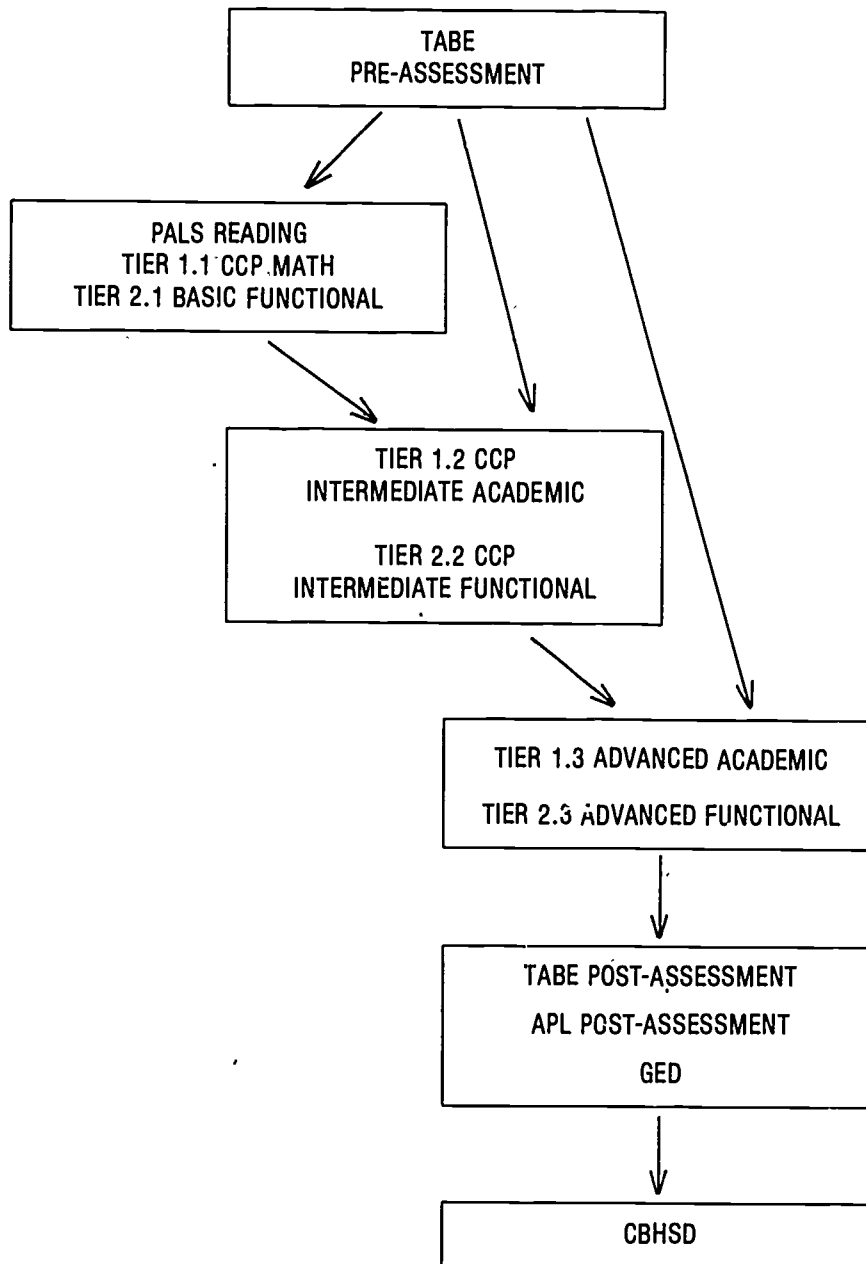 TABE
PRE-ASSESSMENT
PALS READING
TIER 1.1 CCP MATH
TIER 2.1 BASIC FUNCTIONAL
TIER 1.2 CCP
INTERMEDIATE ACADEMIC
TIER 2.2 CCP
INTERMEDIATE FUNCTIONAL
TIER 1.3 ADVANCED ACADEMIC
TIER 2.3 ADVANCED FUNCTIONAL
TABE POST-ASSESSMENT
APL POST-ASSESSMENT
GED
CBHSD